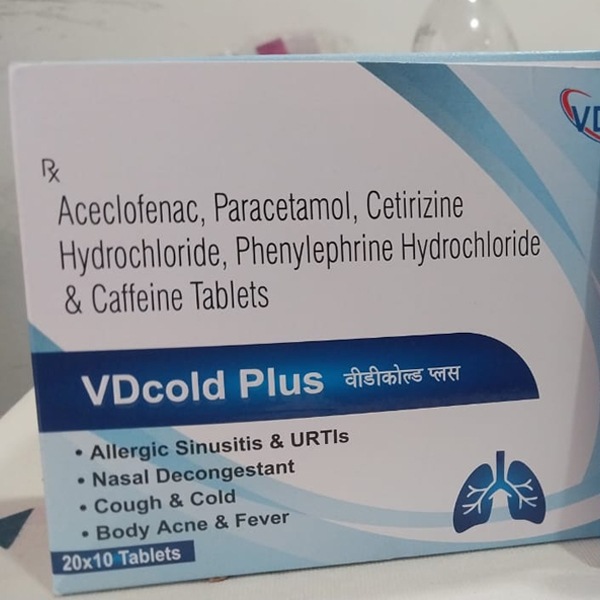 VD
Rx
Aceclofenac, Paracetamol, Cetirizine
Hydrochloride, Phenylephrine Hydrochloride
& Caffeine Tablets
VDcold Plus वीडीकोल्ड प्लस
• Allergic Sinusitis & URTIs
• Nasal Decongestant
• Cough & Cold
• Body Acne & Fever
20x10 Tablets